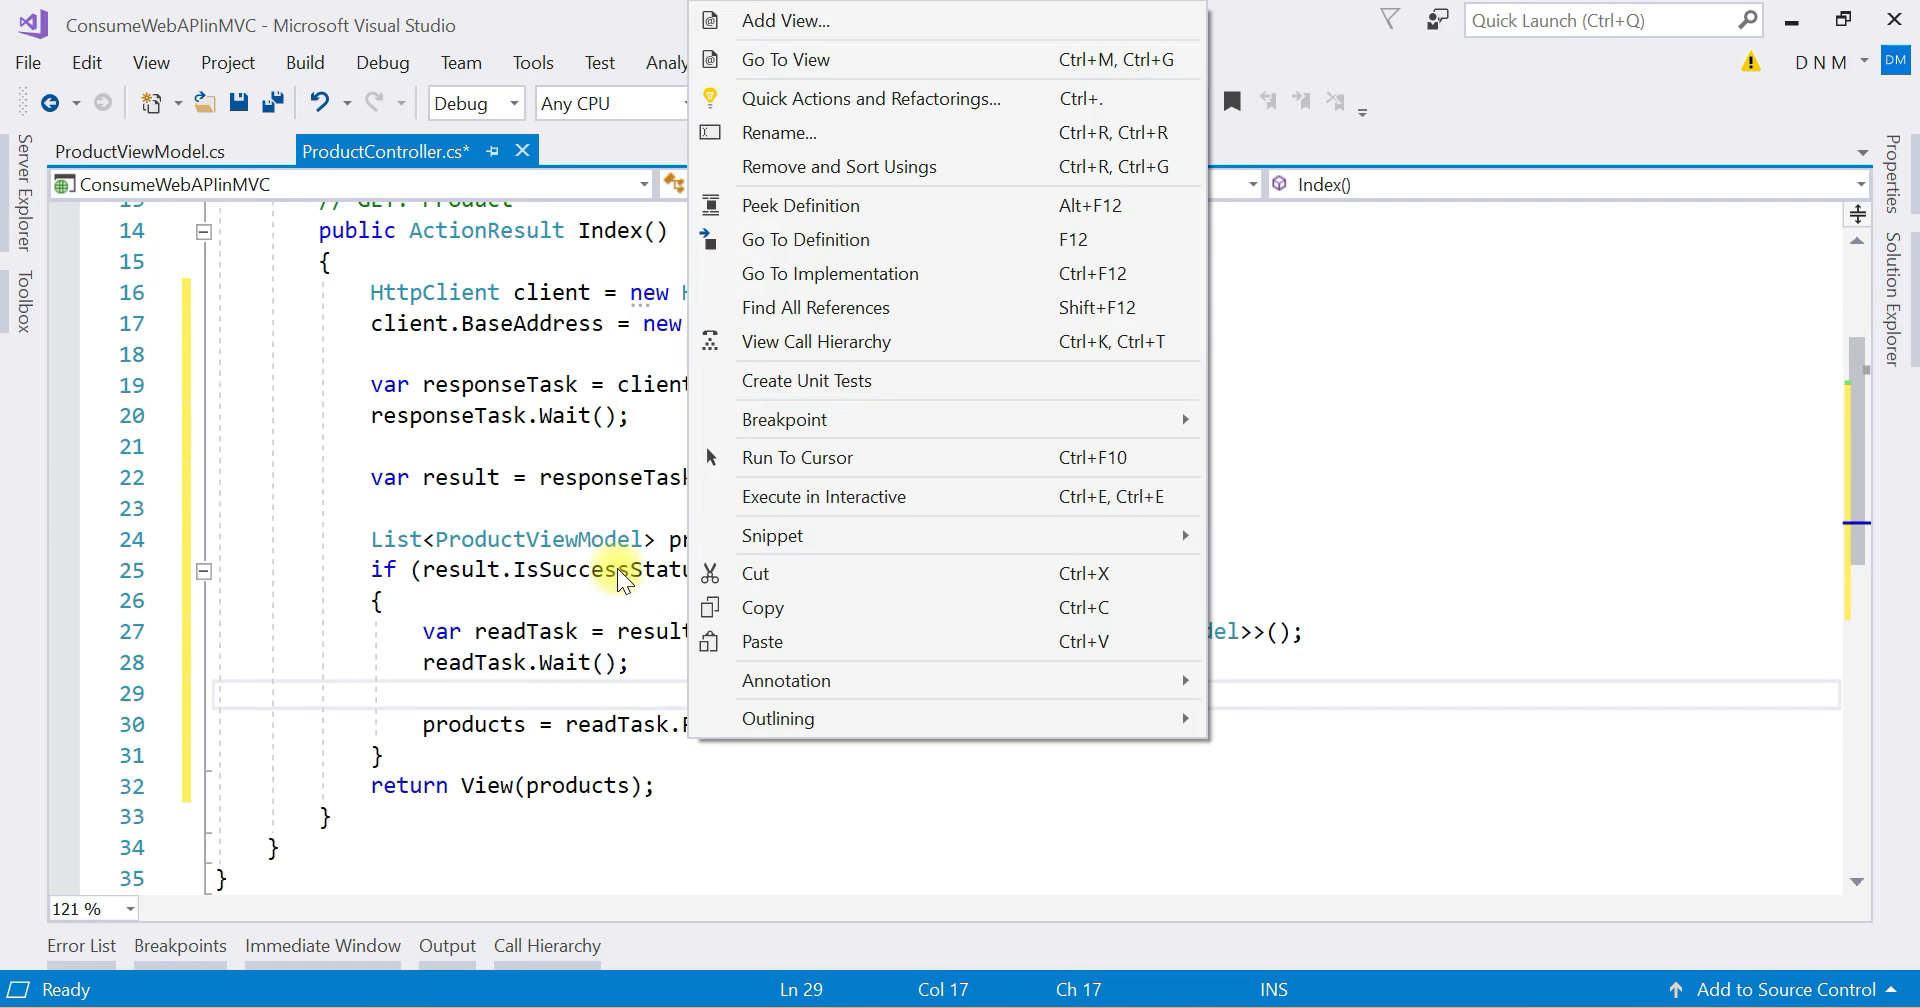 ConsumeWebAPIinMVC - Microsoft Visual Studio
Quick Launch (Ctrl+Q)
File Edit View Project Build Debug Team Tools Test Analy
D N M DM
Debug Any CPU
ProductViewModel.cs ProductController.cs*
ConsumeWebAPIinMVC Index()
Server Explorer
Toolbox
Properties
Solution Explorer
// GET: Product
14 public ActionResult Index()
15 {
16 HttpClient client = new H
17 client.BaseAddress = new
18
19 var responseTask = client
20 responseTask.Wait();
21
22 var result = responseTask
23
24 List<ProductViewModel> pr
25 if (result.IsSuccessStatu
26 {
27 var readTask = result del>>();
28 readTask.Wait();
29
30 products = readTask.R
31 }
32 return View(products);
33 }
34 }
35 }
Add View...
Go To View Ctrl+M, Ctrl+G
Quick Actions and Refactorings... Ctrl+.
Rename... Ctrl+R, Ctrl+R
Remove and Sort Usings Ctrl+R, Ctrl+G
Peek Definition Alt+F12
Go To Definition F12
Go To Implementation Ctrl+F12
Find All References Shift+F12
View Call Hierarchy Ctrl+K, Ctrl+T
Create Unit Tests
Breakpoint
Run To Cursor Ctrl+F10
Execute in Interactive Ctrl+E, Ctrl+E
Snippet
Cut Ctrl+X
Copy Ctrl+C
Paste Ctrl+V
Annotation
Outlining
121 %
Error List Breakpoints Immediate Window Output Call Hierarchy
Ready Ln 29 Col 17 Ch 17 INS Add to Source Control